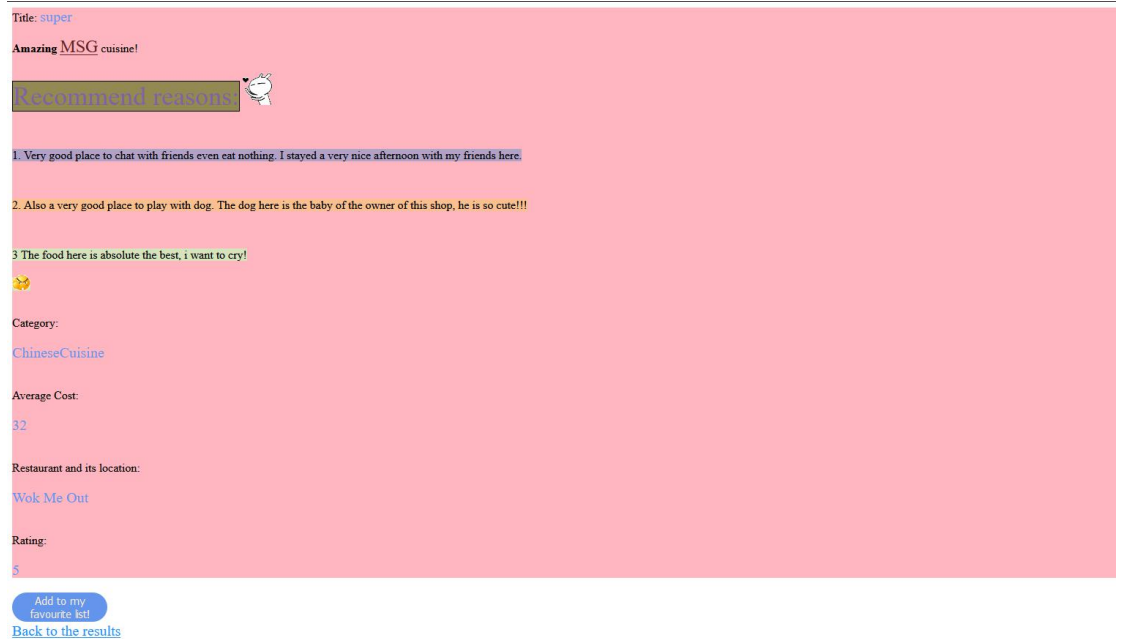 Title: super
Amazing MSG cuisine!
Recommend reasons:
1. Very good place to chat with friends even eat nothing. I stayed a very nice afternoon with my friends here.
2. Also a very good place to play with dog. The dog here is the baby of the owner of this shop, he is so cute!!!
3 The food here is absolute the best, i want to cry!
Category:
ChineseCuisine
Average Cost:
32
Restaurant and its location:
Wok Me Out
Rating:
5
Add to my
favourite list!
Back to the results